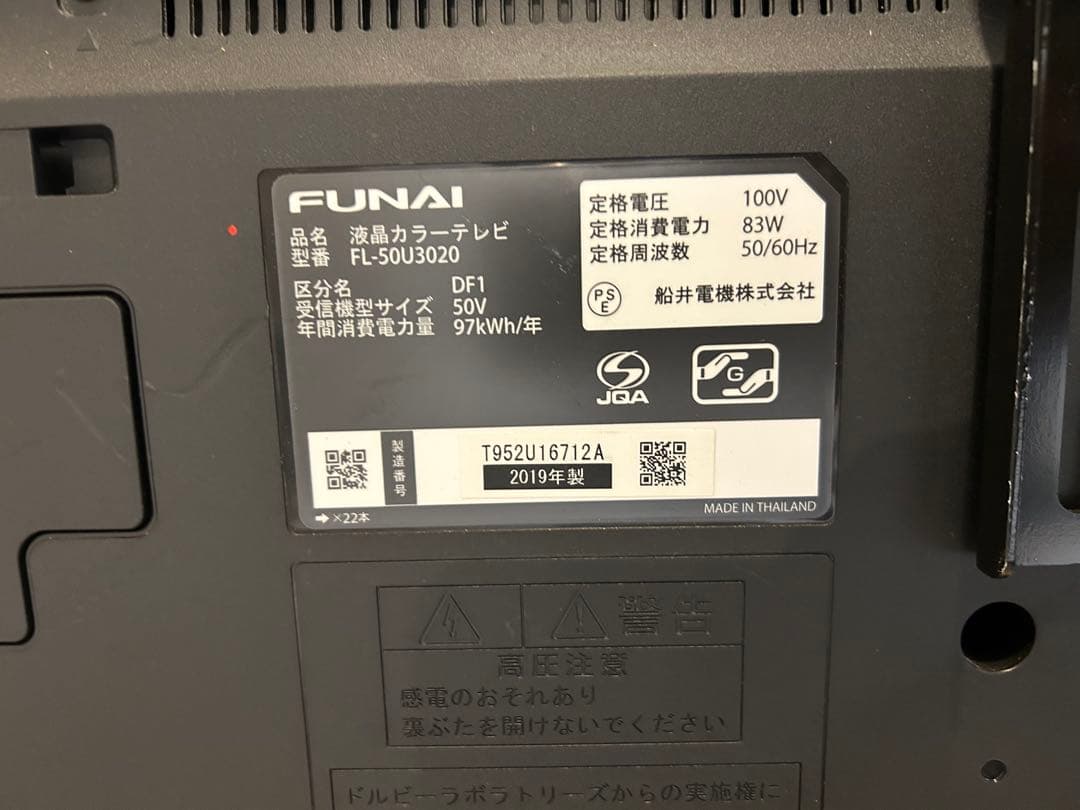 FUNAI
品名 液晶カラーテレビ
型番 FL-50U3020
区分名 DF1
受信機型サイズ 50V
年間消費電力量 97kWh/年
定格電圧 100V
定格消費電力 83W
定格周波数 50/60Hz
PSE 船井電機株式会社
JQA
G
製造番号
T952U16712A
2019年製
➡×22本
MADE IN THAILAND
警告
高圧注意
感電のおそれあり
裏ぶたを開けないでください
ドルビーラボラトリーズからの実施権に